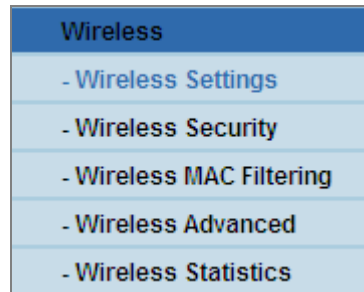 Wireless
- Wireless Settings
- Wireless Security
- Wireless MAC Filtering
- Wireless Advanced
- Wireless Statistics